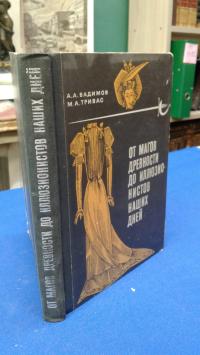 А.А.ВАДИМОВ
М.А.ТРИВАС
ОТ МАГОВ
ДРЕВНОСТИ
ДО ИЛЛЮЗИО-
НИСТОВ
НАШИХ
ДНЕЙ
ОТ МАГОВ ДРЕВНОСТИ ДО ИЛЛЮЗИОНИСТОВ НАШИХ ДНЕЙ